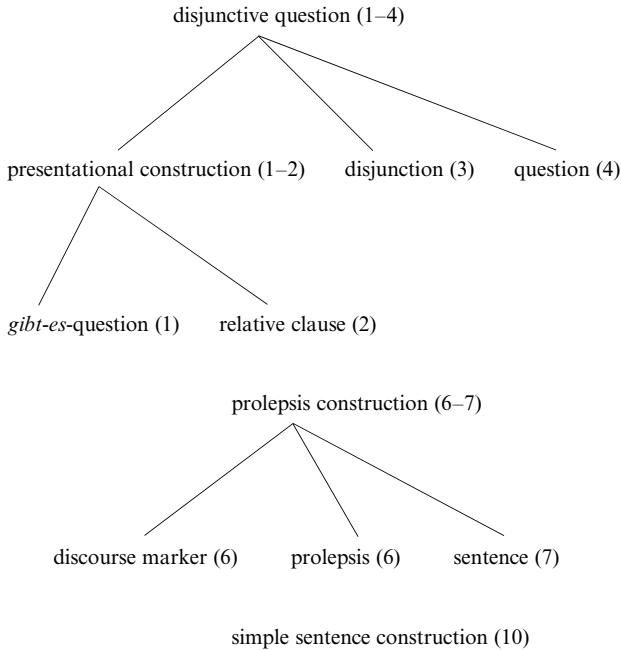 disjunctive question (1–4)
presentational construction (1–2) disjunction (3) question (4)
gibt-es-question (1) relative clause (2)
prolepsis construction (6–7)
discourse marker (6) prolepsis (6) sentence (7)
simple sentence construction (10)